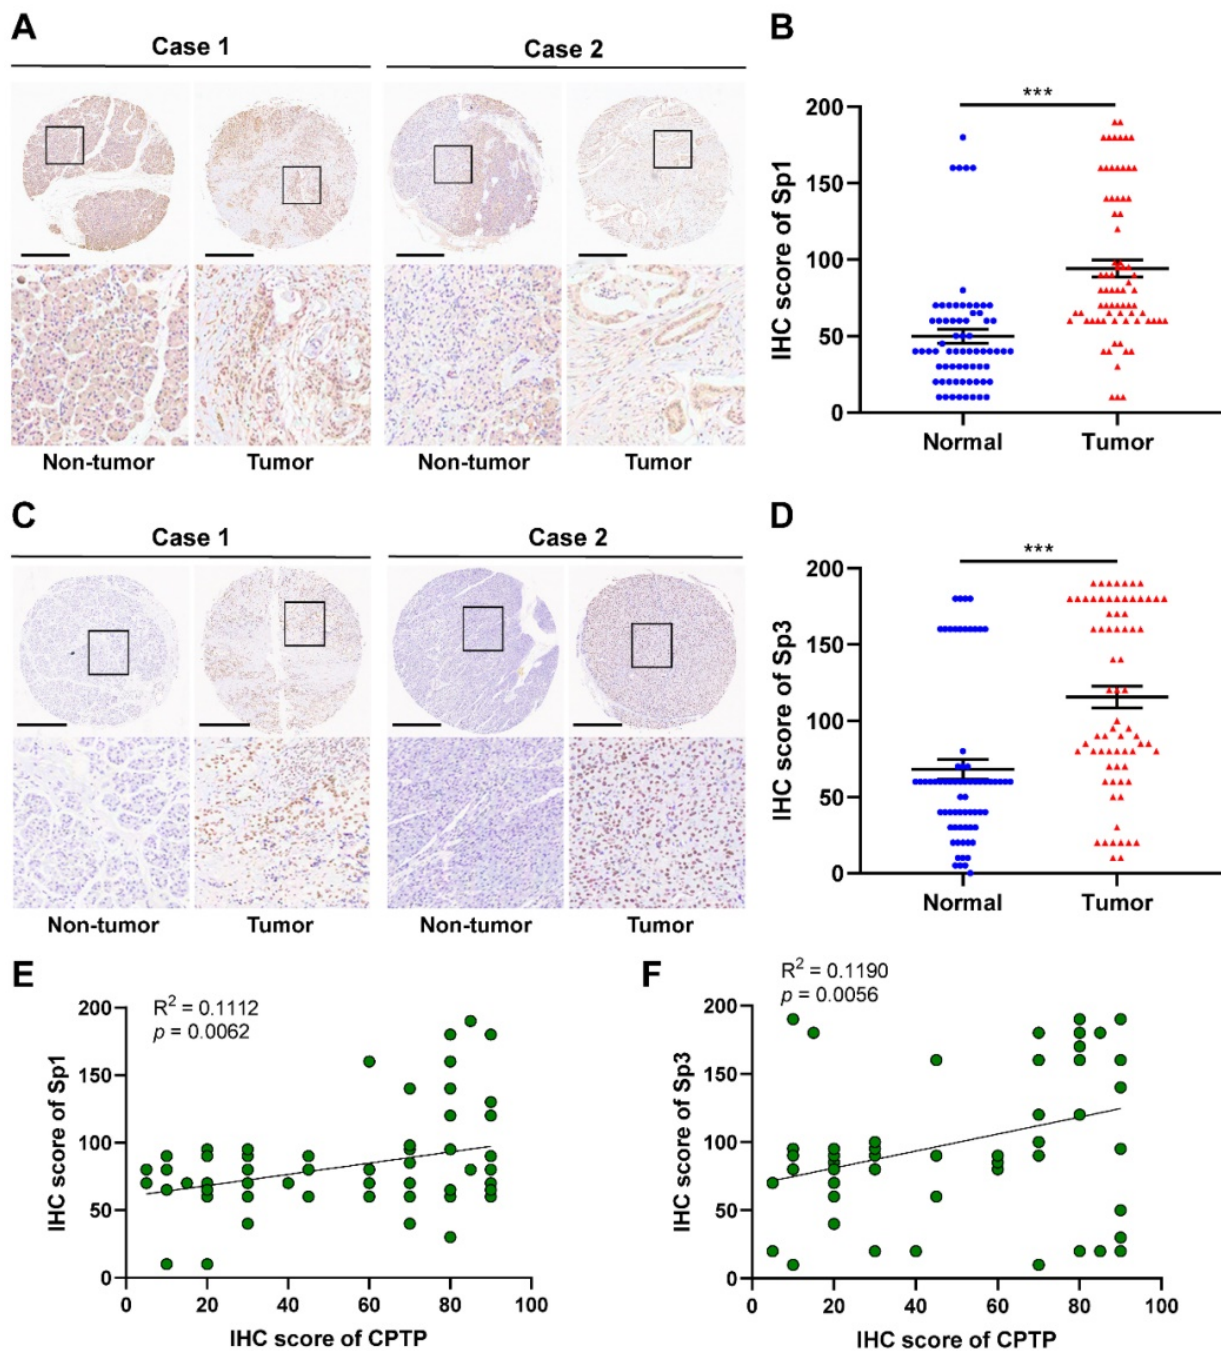 A
Case 1
Case 2
Non-tumor
Tumor
Non-tumor
Tumor
B
***
200
150
100
50
0
IHC score of Sp1
Normal
Tumor
C
Case 1
Case 2
Non-tumor
Tumor
Non-tumor
Tumor
D
***
200
150
100
50
0
IHC score of Sp3
Normal
Tumor
E
R² = 0.1112
p = 0.0062
200
150
100
50
0
IHC score of Sp1
0 20 40 60 80 100
IHC score of CPTP
F
R² = 0.1190
p = 0.0056
200
150
100
50
0
IHC score of Sp3
0 20 40 60 80 100
IHC score of CPTP